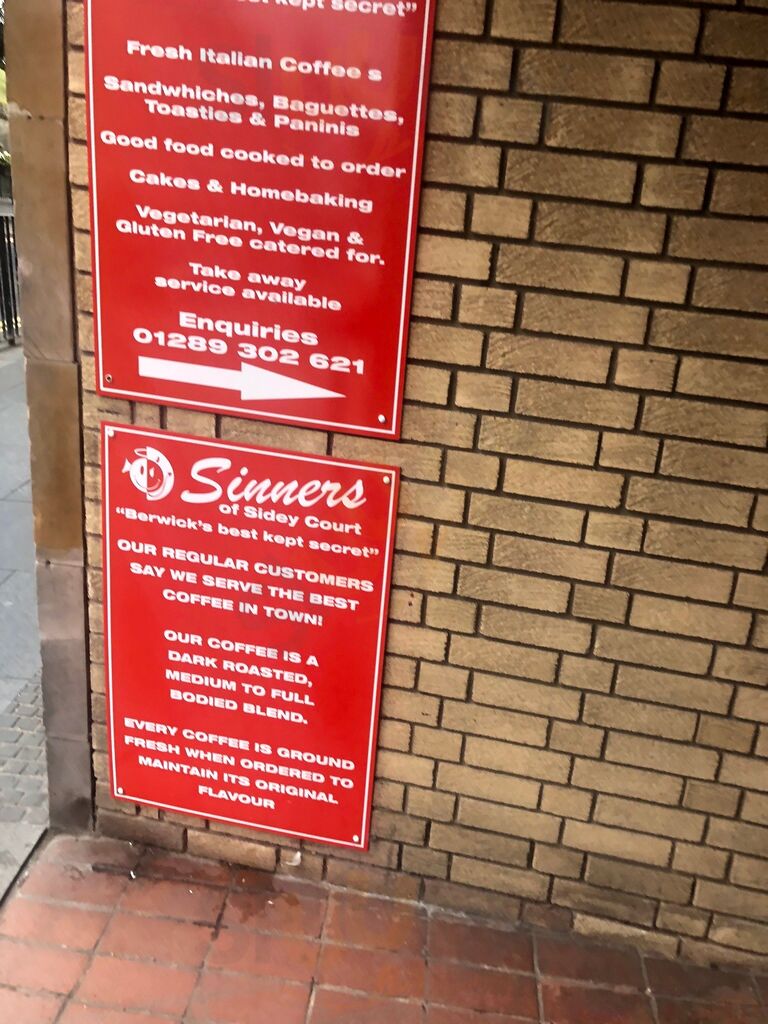 best kept secret"
Fresh Italian Coffee s
Sandwhiches, Baguettes,
Toasties & Paninis
Good food cooked to order
Cakes & Homebaking
Vegetarian, Vegan &
Gluten Free catered for.
Take away
service available
Enquiries
01289 302 621
Sinners
of Sidey Court
"Berwick's best kept secret"
OUR REGULAR CUSTOMERS
SAY WE SERVE THE BEST
COFFEE IN TOWN!
OUR COFFEE IS A
DARK ROASTED,
MEDIUM TO FULL
BODIED BLEND.
EVERY COFFEE IS GROUND
FRESH WHEN ORDERED TO
MAINTAIN ITS ORIGINAL
FLAVOUR